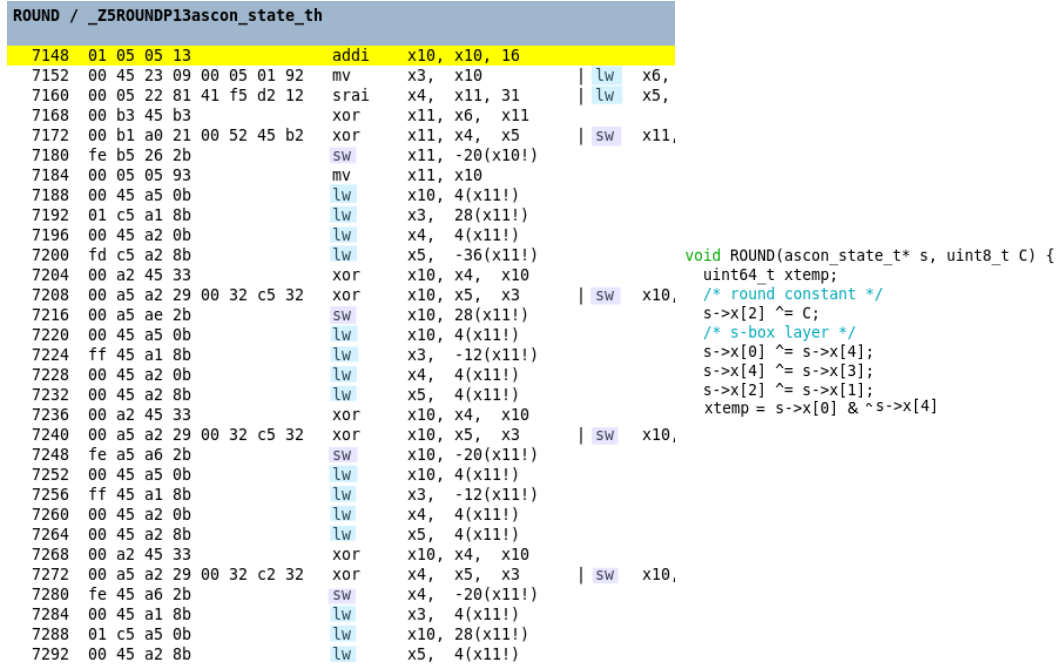 ROUND / _Z5ROUNDP13ascon_state_th
7148 01 05 05 13 addi x10, x10, 16
7152 00 45 23 09 00 05 01 92 mv x3, x10 | lw x6,
7160 00 05 22 81 41 f5 d2 12 srai x4, x11, 31 | lw x5,
7168 00 b3 45 b3 xor x11, x6, x11
7172 00 b1 a0 21 00 52 45 b2 xor x11, x4, x5 | sw x11,
7180 fe b5 26 2b sw x11, -20(x10!)
7184 00 05 05 93 mv x11, x10
7188 00 45 a5 0b lw x10, 4(x11!)
7192 01 c5 a1 8b lw x3, 28(x11!)
7196 00 45 a2 0b lw x4, 4(x11!)
7200 fd c5 a2 8b lw x5, -36(x11!)
7204 00 a2 45 33 xor x10, x4, x10
7208 00 a5 a2 29 00 32 c5 32 xor x10, x5, x3 | sw x10,
7216 00 a5 ae 2b sw x10, 28(x11!)
7220 00 45 a5 0b lw x10, 4(x11!)
7224 ff 45 a1 8b lw x3, -12(x11!)
7228 00 45 a2 0b lw x4, 4(x11!)
7232 00 45 a2 8b lw x5, 4(x11!)
7236 00 a2 45 33 xor x10, x4, x10
7240 00 a5 a2 29 00 32 c5 32 xor x10, x5, x3 | sw x10,
7248 fe a5 a6 2b sw x10, -20(x11!)
7252 00 45 a5 0b lw x10, 4(x11!)
7256 ff 45 a1 8b lw x3, -12(x11!)
7260 00 45 a2 0b lw x4, 4(x11!)
7264 00 45 a2 8b lw x5, 4(x11!)
7268 00 a2 45 33 xor x10, x4, x10
7272 00 a5 a2 29 00 32 c2 32 xor x4, x5, x3 | sw x10,
7280 fe 45 a6 2b sw x4, -20(x11!)
7284 00 45 a1 8b lw x3, 4(x11!)
7288 01 c5 a5 0b lw x10, 28(x11!)
7292 00 45 a2 8b lw x5, 4(x11!)
void ROUND(ascon_state_t* s, uint8_t C) {
uint64_t xtemp;
/* round constant */
s->x[2] ^= C;
/* s-box layer */
s->x[0] ^= s->x[4];
s->x[4] ^= s->x[3];
s->x[2] ^= s->x[1];
xtemp = s->x[0] & ~s->x[4]